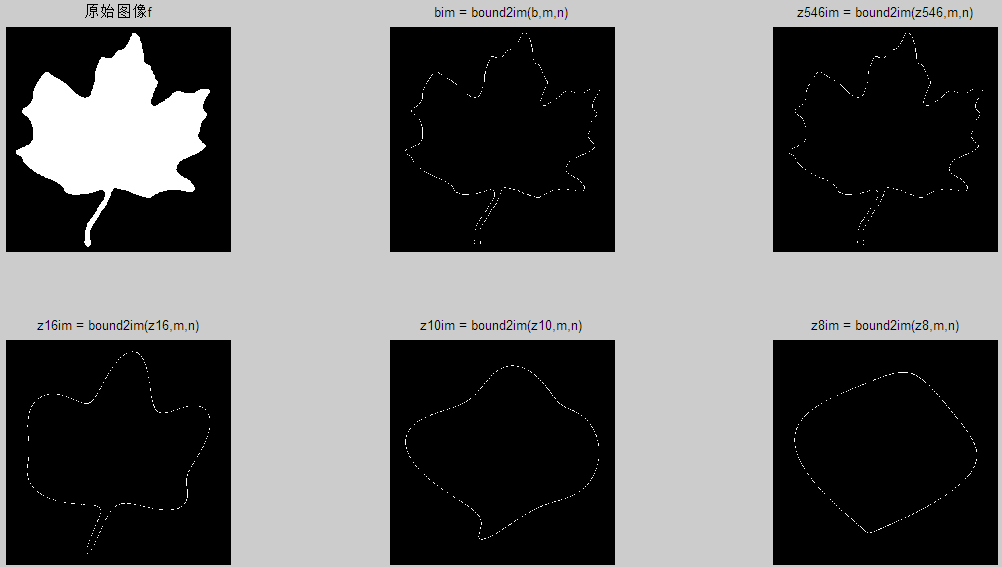 原始图像f
bim = bound2im(b,m,n)
z546im = bound2im(z546,m,n)
z16im = bound2im(z16,m,n)
z10im = bound2im(z10,m,n)
z8im = bound2im(z8,m,n)